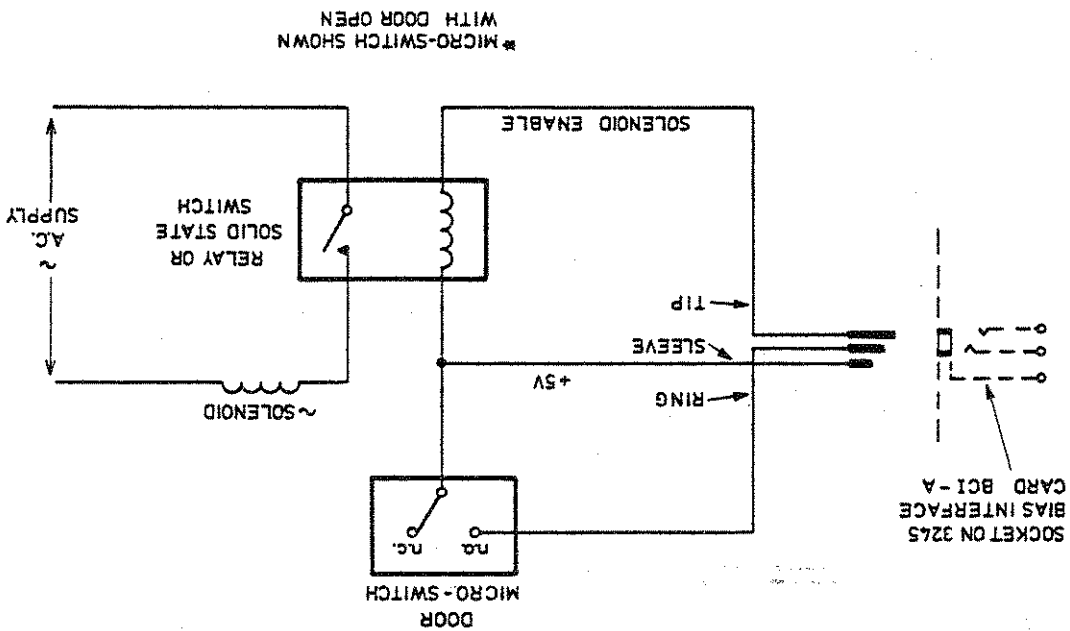 DOOR
MICRO-SWITCH
n.o.
n.c.
SOCKET ON 3245
BIAS INTERFACE
CARD BCI-A
RING
~SOLENOID
+5V
SLEEVE
TIP
RELAY OR
SOLID STATE
SWITCH
~
A.C.
SUPPLY
SOLENOID ENABLE
*MICRO-SWITCH SHOWN
WITH DOOR OPEN